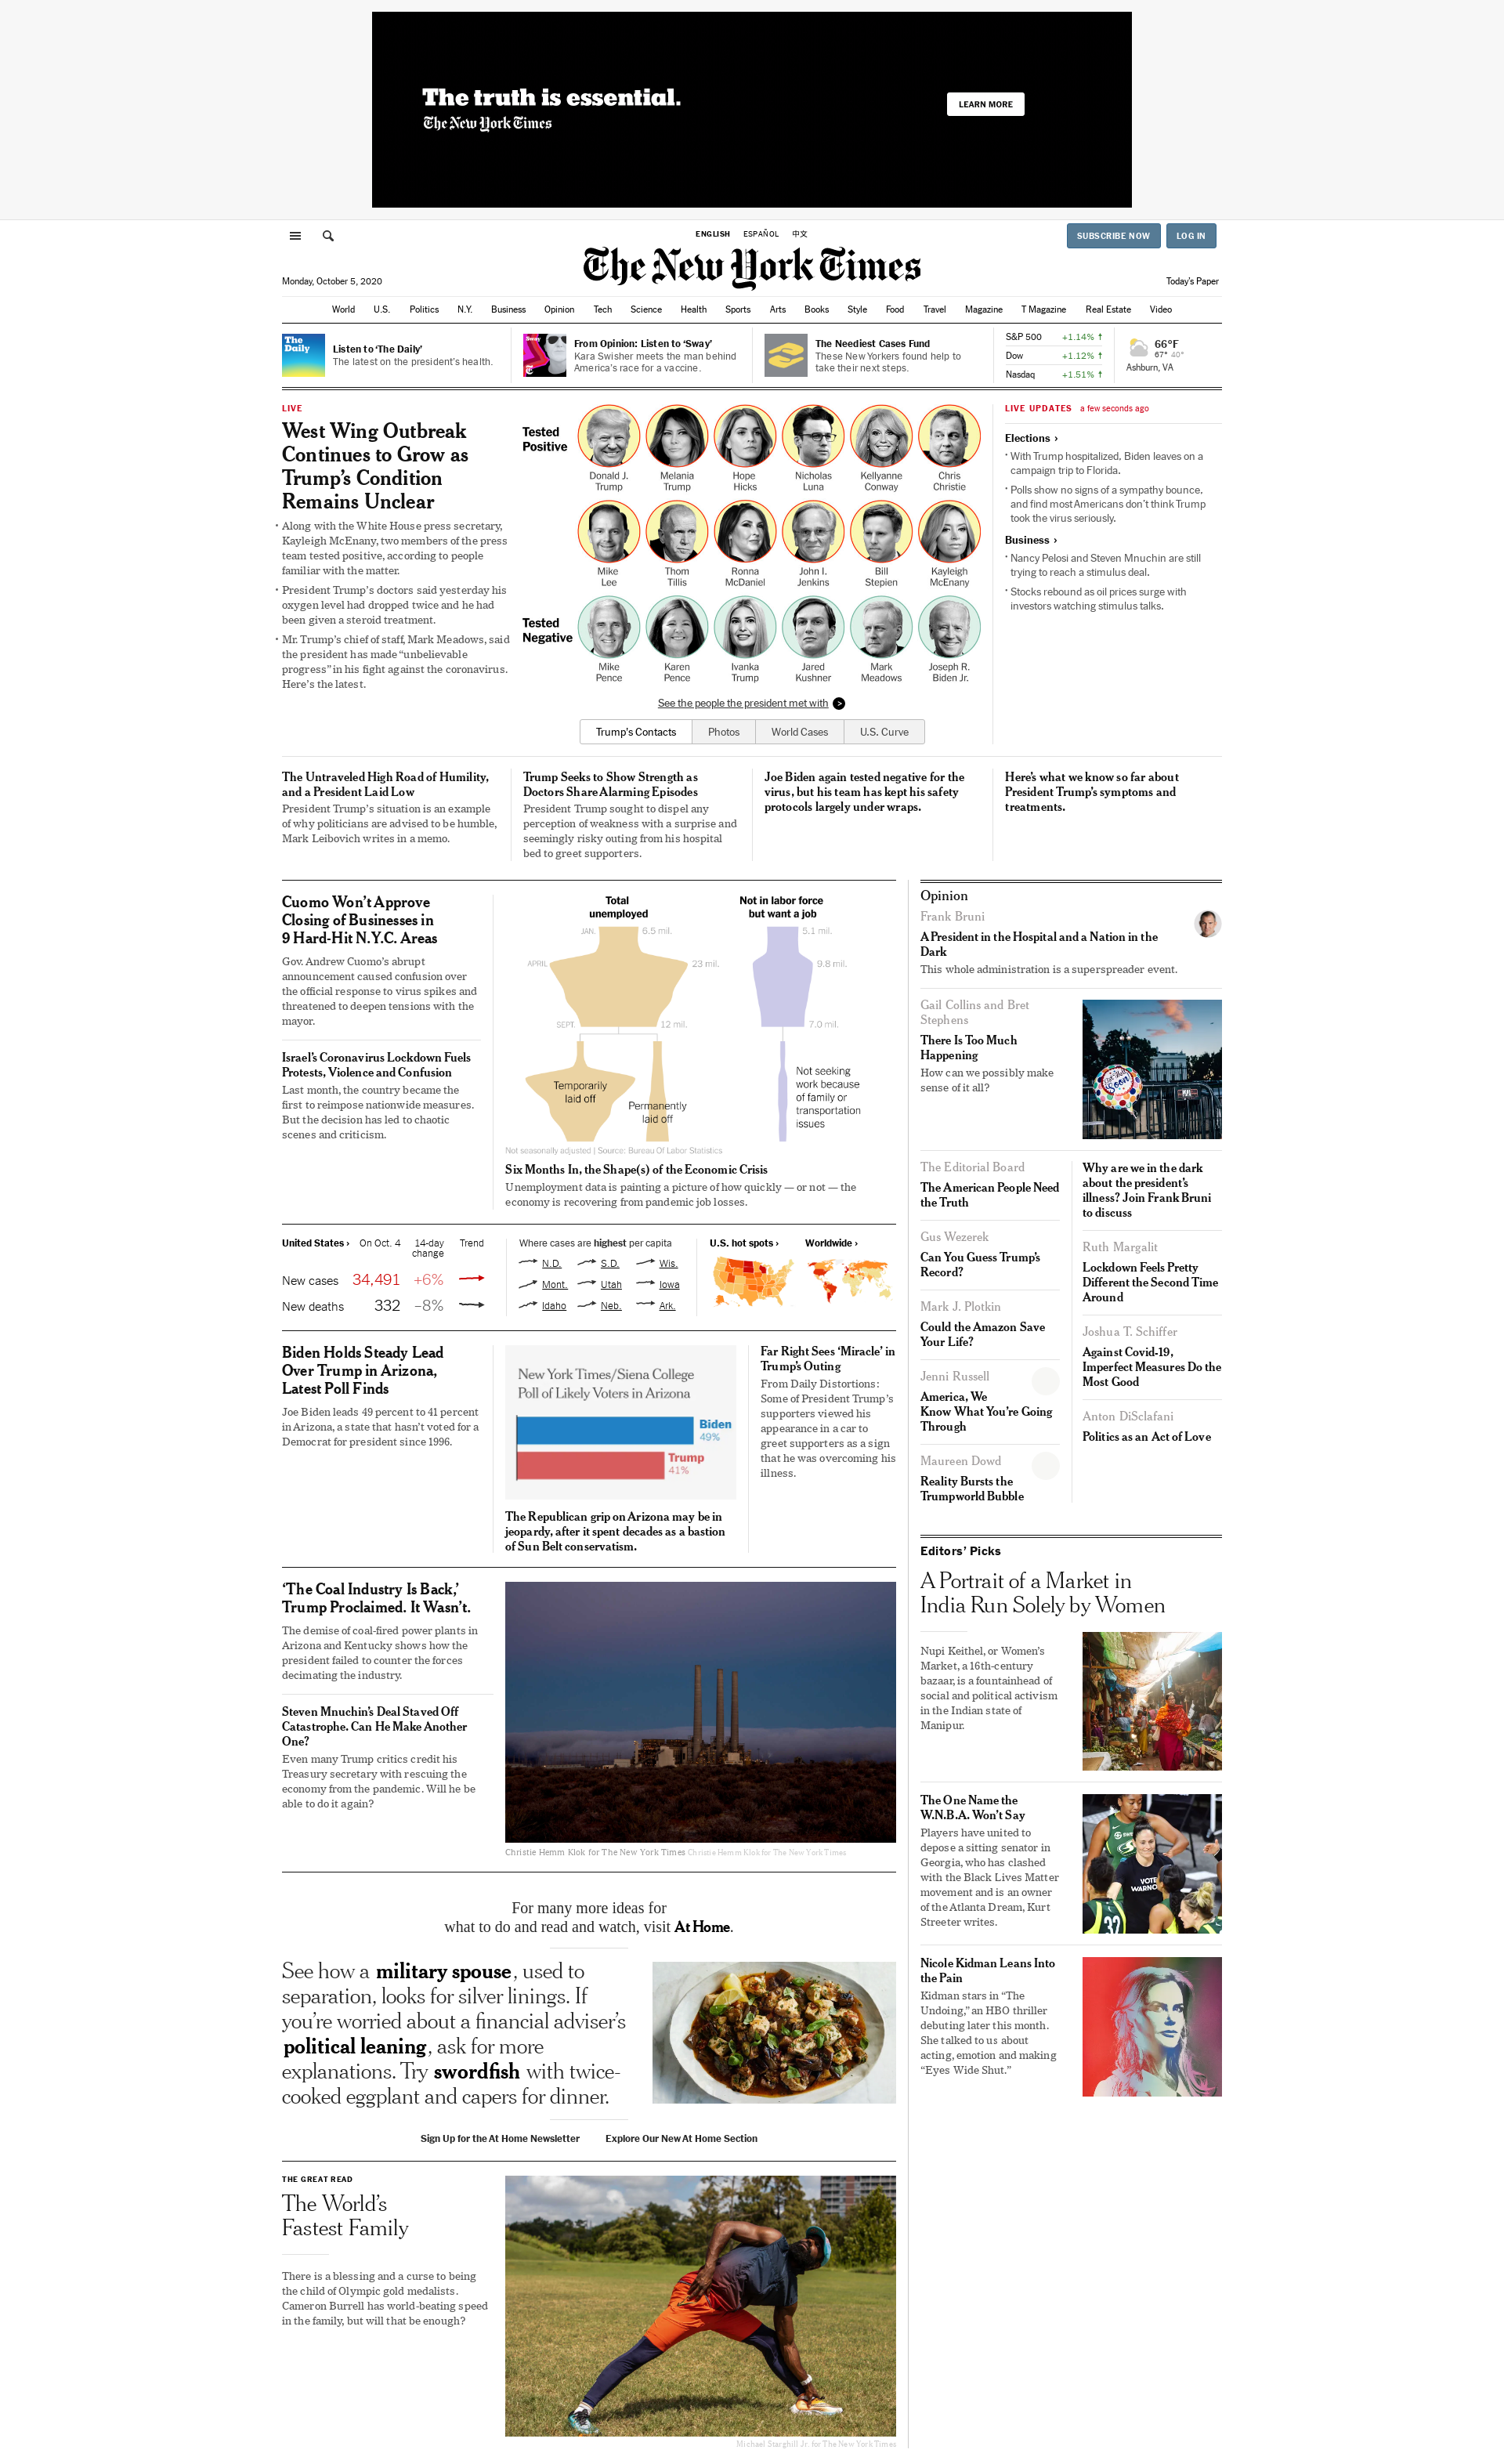 The truth is essential.
The New York Times
LEARN MORE
ENGLISH ESPAÑOL 中文
SUBSCRIBE NOW LOG IN
The New York Times
Monday, October 5, 2020
Today's Paper
World U.S. Politics N.Y. Business Opinion Tech Science Health Sports Arts Books Style Food Travel Magazine T Magazine Real Estate Video
The
Daily
Listen to ‘The Daily’
The latest on the president’s health.
Sway
From Opinion: Listen to ‘Sway’
Kara Swisher meets the man behind
America’s race for a vaccine.
The Neediest Cases Fund
These New Yorkers found help to
take their next steps.
S&P 500 +1.14% ↑
Dow +1.12% ↑
Nasdaq +1.51% ↑
66°F
67° 40°
Ashburn, VA
LIVE
West Wing Outbreak
Continues to Grow as
Trump’s Condition
Remains Unclear
• Along with the White House press secretary,
Kayleigh McEnany, two members of the press
team tested positive, according to people
familiar with the matter.
• President Trump’s doctors said yesterday his
oxygen level had dropped twice and he had
been given a steroid treatment.
• Mr. Trump’s chief of staff, Mark Meadows, said
the president has made “unbelievable
progress” in his fight against the coronavirus.
Here’s the latest.
Tested
Positive
Donald J.
Trump
Melania
Trump
Hope
Hicks
Nicholas
Luna
Kellyanne
Conway
Chris
Christie
Mike
Lee
Thom
Tillis
Ronna
McDaniel
John I.
Jenkins
Bill
Stepien
Kayleigh
McEnany
Tested
Negative
Mike
Pence
Karen
Pence
Ivanka
Trump
Jared
Kushner
Mark
Meadows
Joseph R.
Biden Jr.
See the people the president met with >
Trump’s Contacts Photos World Cases U.S. Curve
LIVE UPDATES a few seconds ago
Elections ›
• With Trump hospitalized, Biden leaves on a
campaign trip to Florida.
• Polls show no signs of a sympathy bounce,
and find most Americans don’t think Trump
took the virus seriously.
Business ›
• Nancy Pelosi and Steven Mnuchin are still
trying to reach a stimulus deal.
• Stocks rebound as oil prices surge with
investors watching stimulus talks.
The Untraveled High Road of Humility,
and a President Laid Low
President Trump’s situation is an example
of why politicians are advised to be humble,
Mark Leibovich writes in a memo.
Trump Seeks to Show Strength as
Doctors Share Alarming Episodes
President Trump sought to dispel any
perception of weakness with a surprise and
seemingly risky outing from his hospital
bed to greet supporters.
Joe Biden again tested negative for the
virus, but his team has kept his safety
protocols largely under wraps.
Here’s what we know so far about
President Trump’s symptoms and
treatments.
Cuomo Won’t Approve
Closing of Businesses in
9 Hard-Hit N.Y.C. Areas
Gov. Andrew Cuomo’s abrupt
announcement caused confusion over
the official response to virus spikes and
threatened to deepen tensions with the
mayor.
Israel’s Coronavirus Lockdown Fuels
Protests, Violence and Confusion
Last month, the country became the
first to reimpose nationwide measures.
But the decision has led to chaotic
scenes and criticism.
Total
unemployed
Not in labor force
but want a job
JAN. 6.5 mil. 5.1 mil.
APRIL 23 mil. 9.8 mil.
SEPT. 12 mil. 7.0 mil.
Temporarily
laid off
Permanently
laid off
Not seeking
work because
of family or
transportation
issues
Not seasonally adjusted | Source: Bureau Of Labor Statistics
Six Months In, the Shape(s) of the Economic Crisis
Unemployment data is painting a picture of how quickly — or not — the
economy is recovering from pandemic job losses.
United States › On Oct. 4 14-day
change Trend
New cases 34,491 +6%
New deaths 332 –8%
Where cases are highest per capita
N.D. S.D. Wis.
Mont. Utah Iowa
Idaho Neb. Ark.
U.S. hot spots › Worldwide ›
Biden Holds Steady Lead
Over Trump in Arizona,
Latest Poll Finds
Joe Biden leads 49 percent to 41 percent
in Arizona, a state that hasn’t voted for a
Democrat for president since 1996.
New York Times/Siena College
Poll of Likely Voters in Arizona
Biden
49%
Trump
41%
The Republican grip on Arizona may be in
jeopardy, after it spent decades as a bastion
of Sun Belt conservatism.
Far Right Sees ‘Miracle’ in
Trump’s Outing
From Daily Distortions:
Some of President Trump’s
supporters viewed his
appearance in a car to
greet supporters as a sign
that he was overcoming his
illness.
‘The Coal Industry Is Back,’
Trump Proclaimed. It Wasn’t.
The demise of coal-fired power plants in
Arizona and Kentucky shows how the
president failed to counter the forces
decimating the industry.
Steven Mnuchin’s Deal Staved Off
Catastrophe. Can He Make Another
One?
Even many Trump critics credit his
Treasury secretary with rescuing the
economy from the pandemic. Will he be
able to do it again?
Christie Hemm Klok for The New York Times Christie Hemm Klok for The New York Times
For many more ideas for
what to do and read and watch, visit At Home.
See how a military spouse, used to
separation, looks for silver linings. If
you’re worried about a financial adviser’s
political leaning, ask for more
explanations. Try swordfish with twice-
cooked eggplant and capers for dinner.
Sign Up for the At Home Newsletter Explore Our New At Home Section
THE GREAT READ
The World’s
Fastest Family
There is a blessing and a curse to being
the child of Olympic gold medalists.
Cameron Burrell has world-beating speed
in the family, but will that be enough?
Michael Starghill Jr. for The New York Times
Opinion
Frank Bruni
A President in the Hospital and a Nation in the
Dark
This whole administration is a superspreader event.
Gail Collins and Bret
Stephens
There Is Too Much
Happening
How can we possibly make
sense of it all?
Soon
The Editorial Board
The American People Need
the Truth
Gus Wezerek
Can You Guess Trump’s
Record?
Mark J. Plotkin
Could the Amazon Save
Your Life?
Jenni Russell
America, We
Know What You’re Going
Through
Maureen Dowd
Reality Bursts the
Trumpworld Bubble
Why are we in the dark
about the president’s
illness? Join Frank Bruni
to discuss
Ruth Margalit
Lockdown Feels Pretty
Different the Second Time
Around
Joshua T. Schiffer
Against Covid-19,
Imperfect Measures Do the
Most Good
Anton DiSclafani
Politics as an Act of Love
Editors’ Picks
A Portrait of a Market in
India Run Solely by Women
Nupi Keithel, or Women’s
Market, a 16th-century
bazaar, is a fountainhead of
social and political activism
in the Indian state of
Manipur.
The One Name the
W.N.B.A. Won’t Say
Players have united to
depose a sitting senator in
Georgia, who has clashed
with the Black Lives Matter
movement and is an owner
of the Atlanta Dream, Kurt
Streeter writes.
VOTE
WARNOCK
32
Nicole Kidman Leans Into
the Pain
Kidman stars in “The
Undoing,” an HBO thriller
debuting later this month.
She talked to us about
acting, emotion and making
“Eyes Wide Shut.”